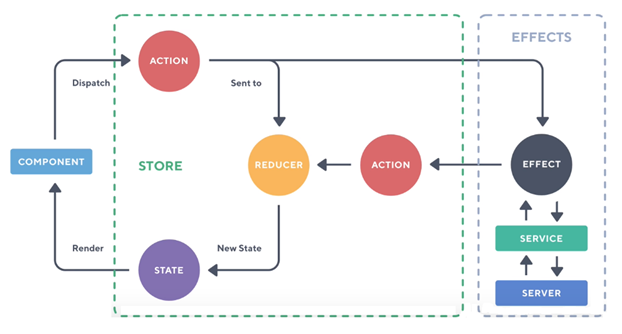 EFFECTS
ACTION
Dispatch
Sent to
COMPONENT
STORE
REDUCER
ACTION
EFFECT
Render
New State
STATE
SERVICE
SERVER